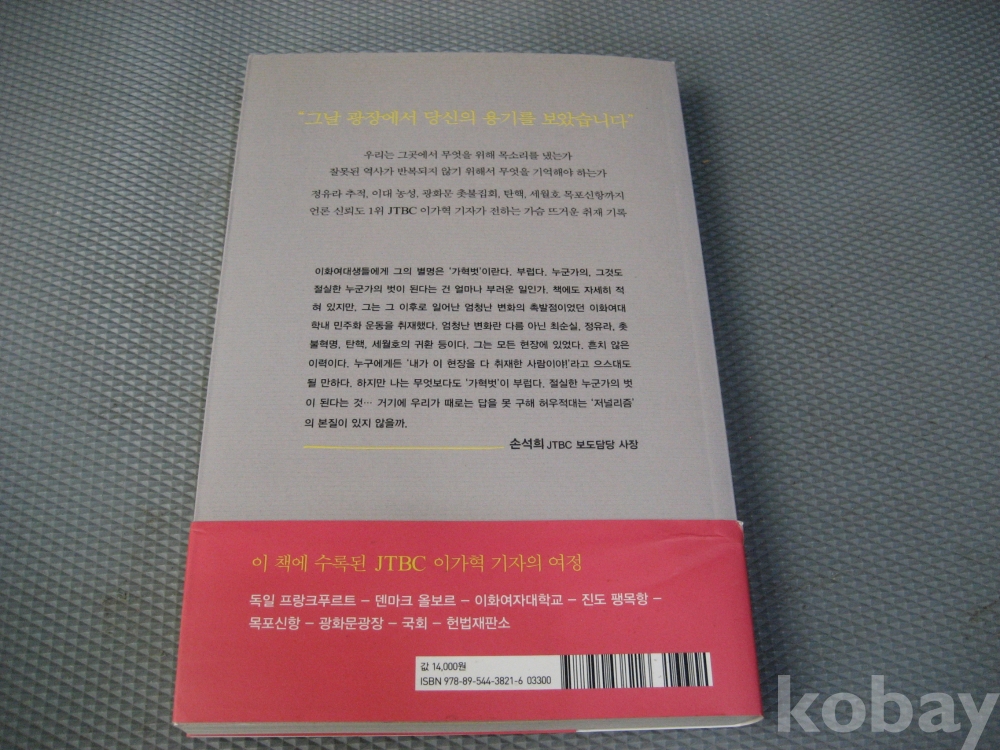 "그날 광장에서 당신의 용기를 보았습니다"
우리는 그곳에서 무엇을 위해 목소리를 냈는가
잘못된 역사가 반복되지 않기 위해서 무엇을 기억해야 하는가
정유라 추적, 이대 농성, 광화문 촛불집회, 탄핵, 세월호 목포신항까지
언론 신뢰도 1위 JTBC 이가혁 기자가 전하는 가슴 뜨거운 취재 기록
이화여대생들에게 그의 별명은 '가혁벗'이란다. 부럽다. 누군가의, 그것도
절실한 누군가의 벗이 된다는 건 얼마나 부러운 일인가. 책에도 자세히 적
혀 있지만, 그는 그 이후로 일어난 엄청난 변화의 촉발점이었던 이화여대
학내 민주화 운동을 취재했다. 엄청난 변화란 다름 아닌 최순실, 정유라, 촛
불혁명, 탄핵, 세월호의 귀환 등이다. 그는 모든 현장에 있었다. 흔치 않은
이력이다. 누구에게든 '내가 이 현장을 다 취재한 사람이야!'라고 으스대도
될 만하다. 하지만 나는 무엇보다도 '가혁벗'이 부럽다. 절실한 누군가의 벗
이 된다는 것… 거기에 우리가 때로는 답을 못 구해 허우적대는 '저널리즘'
의 본질이 있지 않을까.
손석희 JTBC 보도담당 사장
이 책에 수록된 JTBC 이가혁 기자의 여정
독일 프랑크푸르트 – 덴마크 올보르 – 이화여자대학교 – 진도 팽목항 –
목포신항 – 광화문광장 – 국회 – 헌법재판소
값 14,000원
ISBN 978-89-544-3821-6 03300
kobay